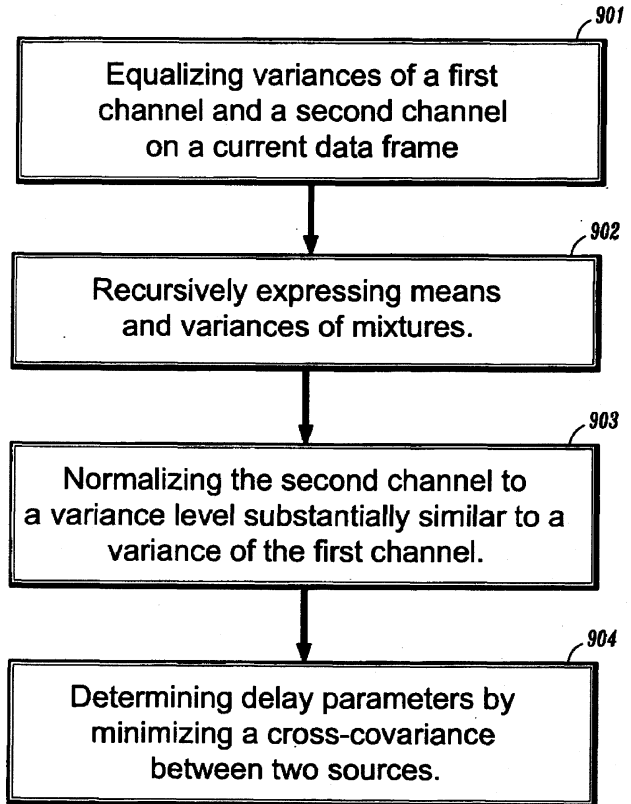 901
Equalizing variances of a first
channel and a second channel
on a current data frame
902
Recursively expressing means
and variances of mixtures.
903
Normalizing the second channel to
a variance level substantially similar to a
variance of the first channel.
904
Determining delay parameters by
minimizing a cross-covariance
between two sources.